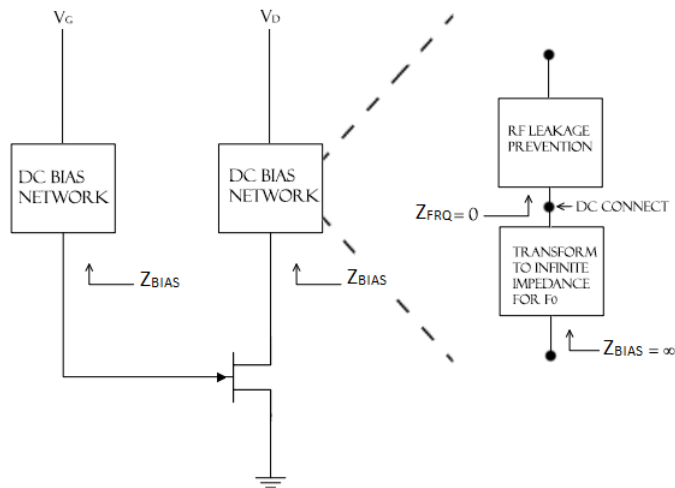 VG
VD
DC BIAS
NETWORK
DC BIAS
NETWORK
ZBIAS
ZBIAS
RF LEAKAGE
PREVENTION
ZFRQ = 0
DC CONNECT
TRANSFORM
TO INFINITE
IMPEDANCE
FOR F0
ZBIAS = ∞